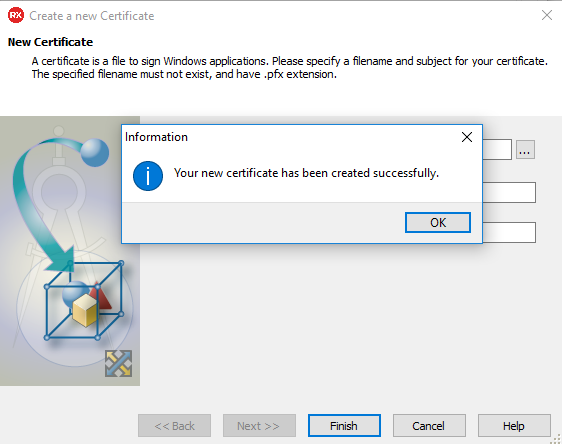 RX Create a new Certificate
New Certificate
A certificate is a file to sign Windows applications. Please specify a filename and subject for your certificate.
The specified filename must not exist, and have .pfx extension.
Information
Your new certificate has been created successfully.
...
OK
<< Back Next >> Finish Cancel Help